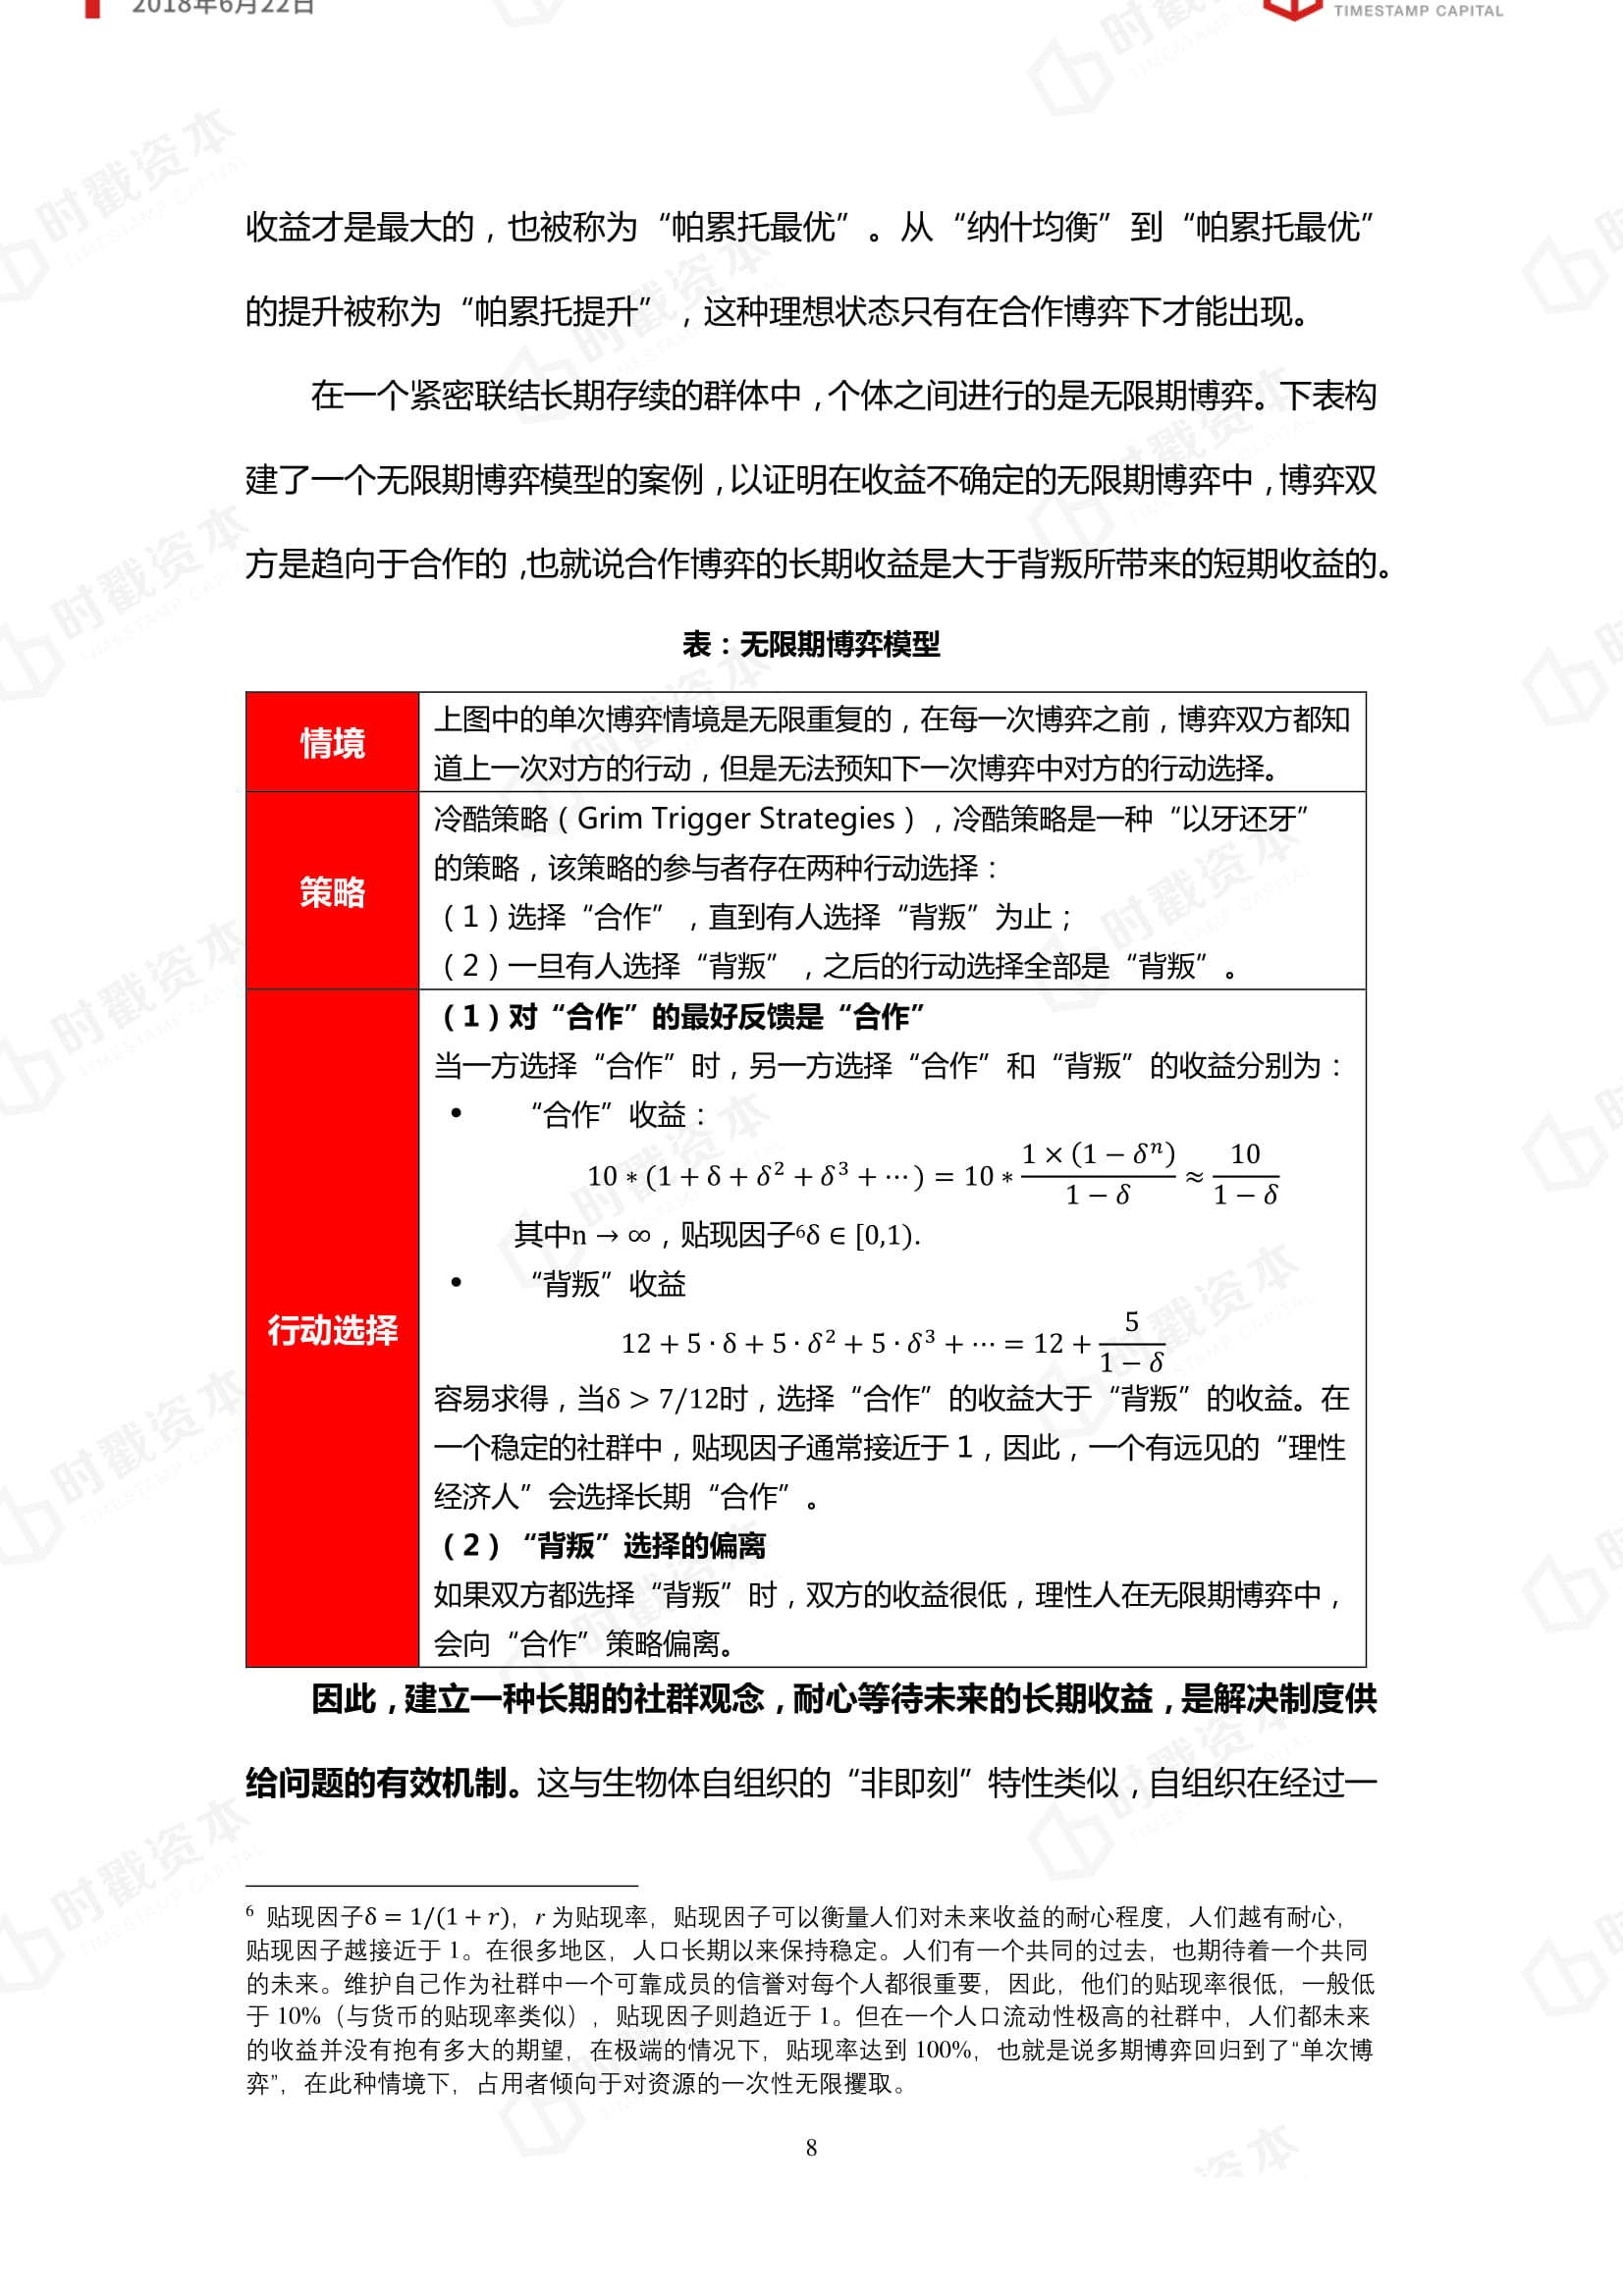 2018年6月22日
TIMESTAMP CAPITAL
收益才是最大的，也被称为“帕累托最优”。从“纳什均衡”到“帕累托最优”
的提升被称为“帕累托提升”，这种理想状态只有在合作博弈下才能出现。
在一个紧密联结长期存续的群体中，个体之间进行的是无限期博弈。下表构
建了一个无限期博弈模型的案例，以证明在收益不确定的无限期博弈中，博弈双
方是趋向于合作的，也就说合作博弈的长期收益是大于背叛所带来的短期收益的。
表：无限期博弈模型
情境
上图中的单次博弈情境是无限重复的，在每一次博弈之前，博弈双方都知
道上一次对方的行动，但是无法预知下一次博弈中对方的行动选择。
策略
冷酷策略（Grim Trigger Strategies），冷酷策略是一种“以牙还牙”
的策略，该策略的参与者存在两种行动选择：
（1）选择“合作”，直到有人选择“背叛”为止；
（2）一旦有人选择“背叛”，之后的行动选择全部是“背叛”。
行动选择
（1）对“合作”的最好反馈是“合作”
当一方选择“合作”时，另一方选择“合作”和“背叛”的收益分别为：
• “合作”收益：
10 ∗ (1 + δ + δ² + δ³ + ⋯) = 10 ∗ (1 × (1 − δⁿ))/(1 − δ) ≈ 10/(1 − δ)
其中n → ∞，贴现因子⁶δ ∈ [0,1).
• “背叛”收益
12 + 5 · δ + 5 · δ² + 5 · δ³ + ⋯ = 12 + 5/(1 − δ)
容易求得，当δ > 7/12时，选择“合作”的收益大于“背叛”的收益。在
一个稳定的社群中，贴现因子通常接近于 1，因此，一个有远见的“理性
经济人”会选择长期“合作”。
（2）“背叛”选择的偏离
如果双方都选择“背叛”时，双方的收益很低，理性人在无限期博弈中，
会向“合作”策略偏离。
因此，建立一种长期的社群观念，耐心等待未来的长期收益，是解决制度供
给问题的有效机制。这与生物体自组织的“非即刻”特性类似，自组织在经过一
⁶ 贴现因子δ = 1/(1 + r)，r 为贴现率，贴现因子可以衡量人们对未来收益的耐心程度，人们越有耐心，
贴现因子越接近于 1。在很多地区，人口长期以来保持稳定。人们有一个共同的过去，也期待着一个共同
的未来。维护自己作为社群中一个可靠成员的信誉对每个人都很重要，因此，他们的贴现率很低，一般低
于 10%（与货币的贴现率类似），贴现因子则趋近于 1。但在一个人口流动性极高的社群中，人们都未来
的收益并没有抱有多大的期望，在极端的情况下，贴现率达到 100%，也就是说多期博弈回归到了“单次博
弈”，在此种情境下，占用者倾向于对资源的一次性无限攫取。
8
时戳资本
TIMESTAMP CAPITAL